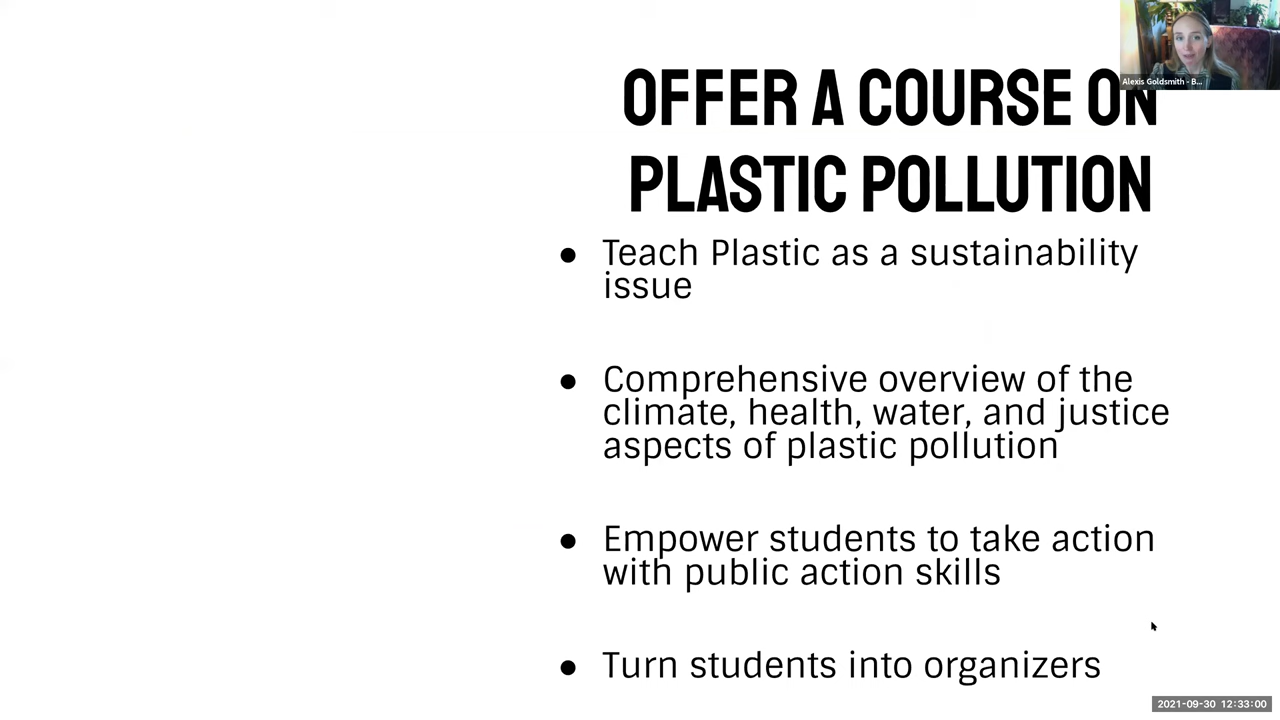 OFFER A COURSE ON
PLASTIC POLLUTION
Alexis Goldsmith - B...
● Teach Plastic as a sustainability
issue
● Comprehensive overview of the
climate, health, water, and justice
aspects of plastic pollution
● Empower students to take action
with public action skills
● Turn students into organizers
2021-09-30 12:33:00